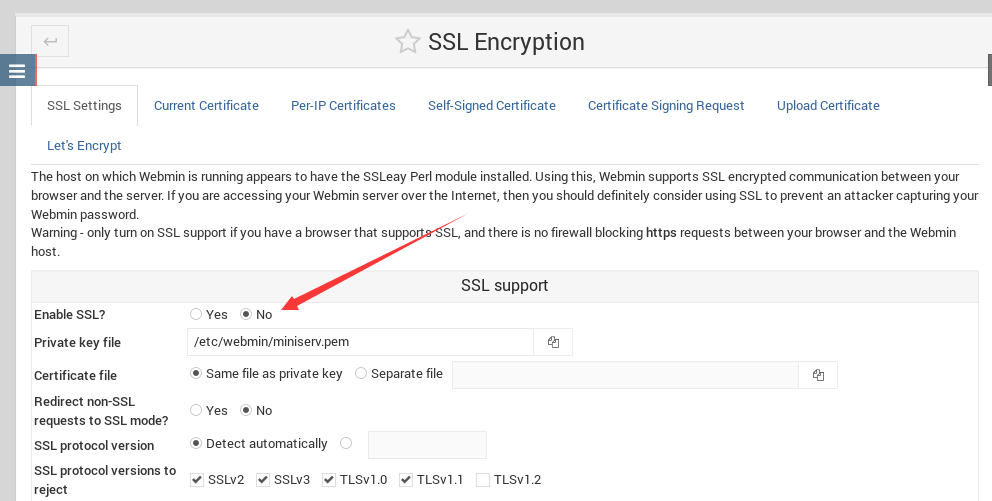 SSL Encryption
SSL Settings Current Certificate Per-IP Certificates Self-Signed Certificate Certificate Signing Request Upload Certificate
Let's Encrypt
The host on which Webmin is running appears to have the SSLeay Perl module installed. Using this, Webmin supports SSL encrypted communication between your
browser and the server. If you are accessing your Webmin server over the Internet, then you should definitely consider using SSL to prevent an attacker capturing your
Webmin password.
Warning - only turn on SSL support if you have a browser that supports SSL, and there is no firewall blocking https requests between your browser and the Webmin
host.
SSL support
Enable SSL? Yes No
Private key file /etc/webmin/miniserv.pem
Certificate file Same file as private key Separate file
Redirect non-SSL
requests to SSL mode? Yes No
SSL protocol version Detect automatically
SSL protocol versions to
reject SSLv2 SSLv3 TLSv1.0 TLSv1.1 TLSv1.2